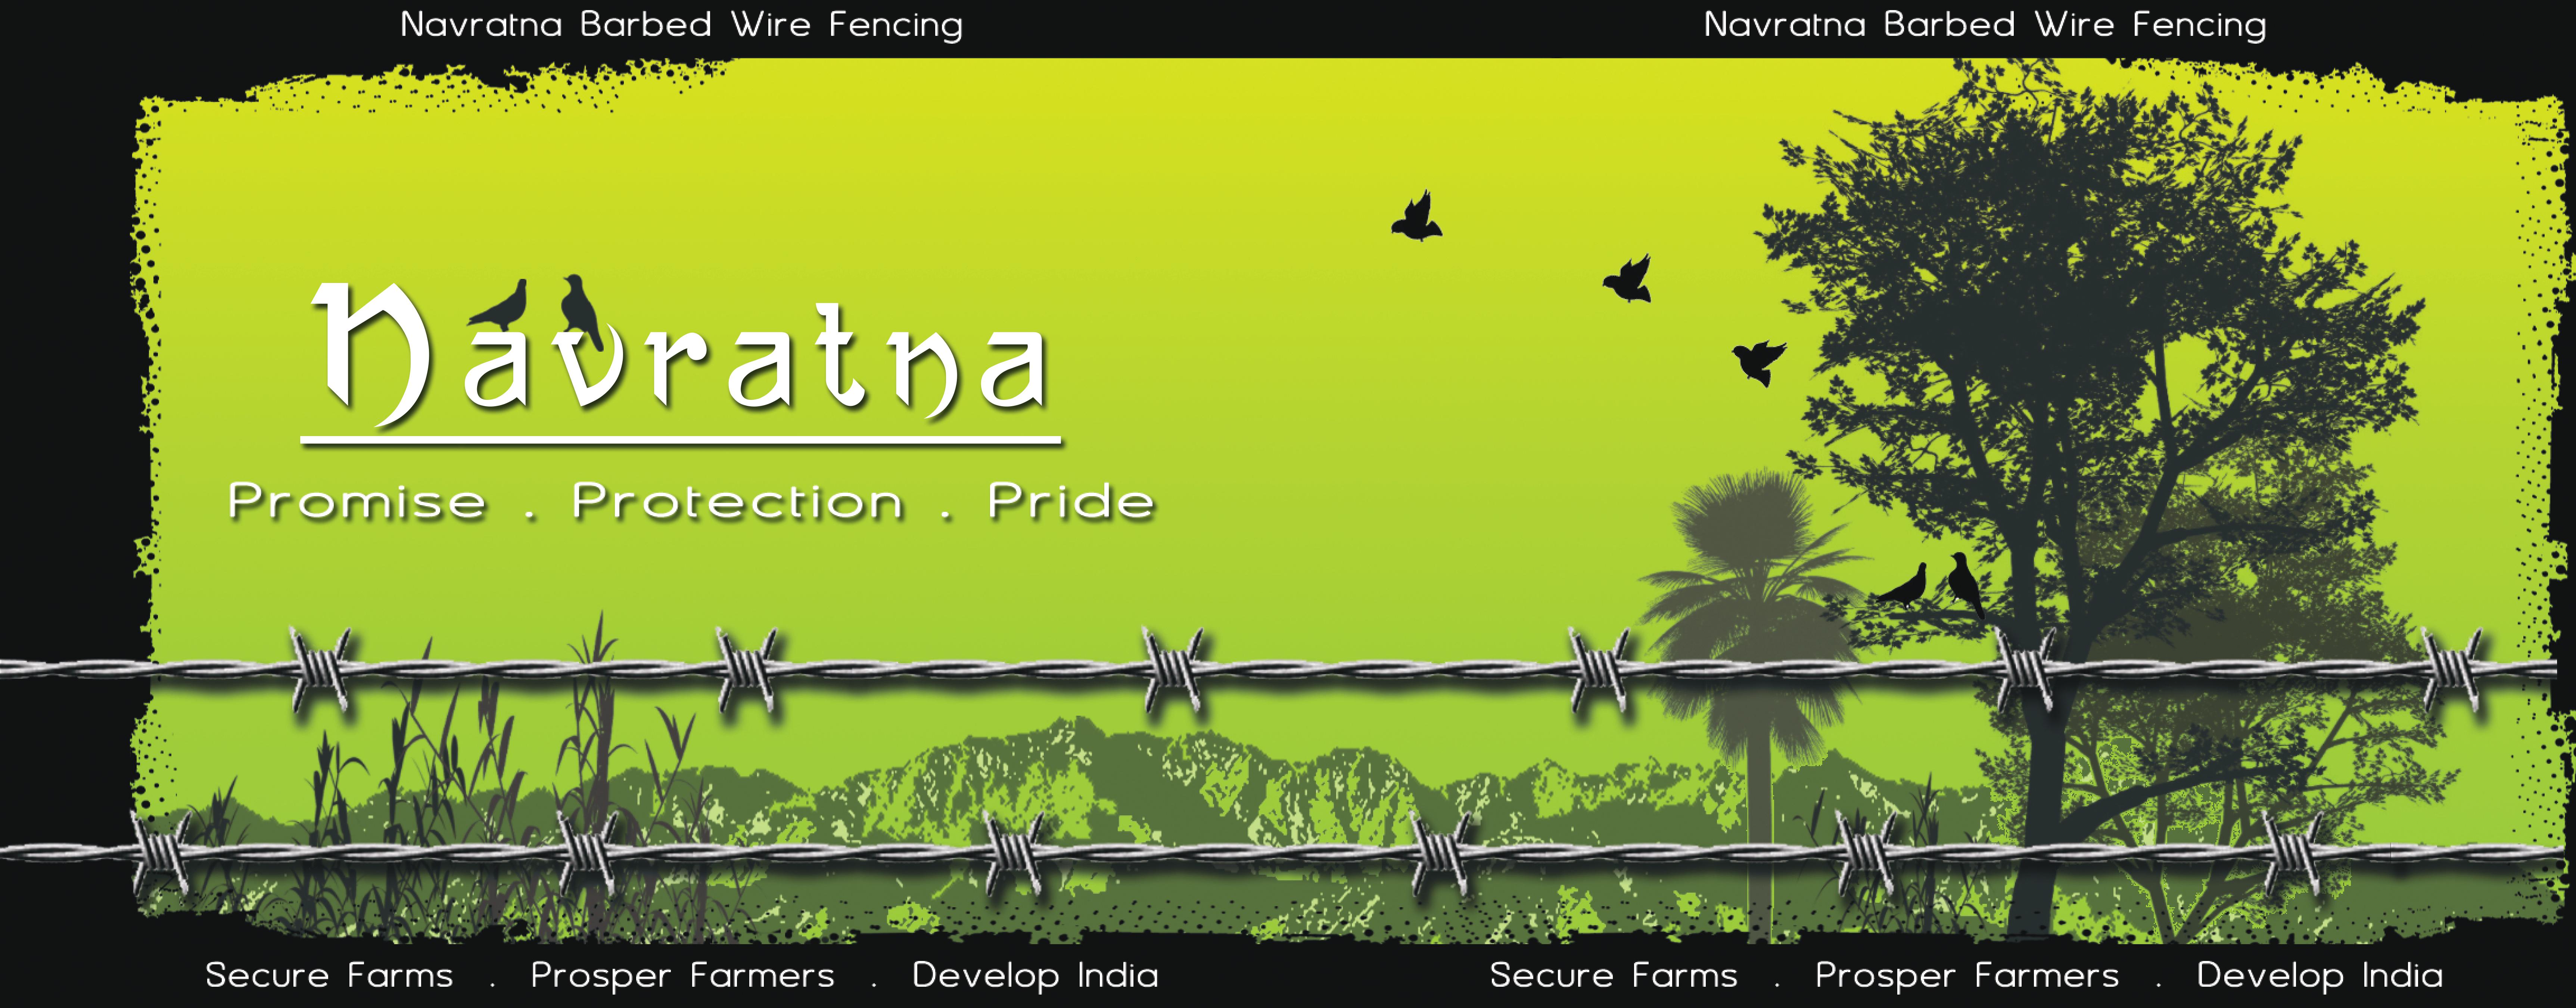 Navratna Barbed Wire Fencing
Navratna Barbed Wire Fencing
Navratna
Promise . Protection . Pride
Secure Farms . Prosper Farmers . Develop India
Secure Farms . Prosper Farmers . Develop India